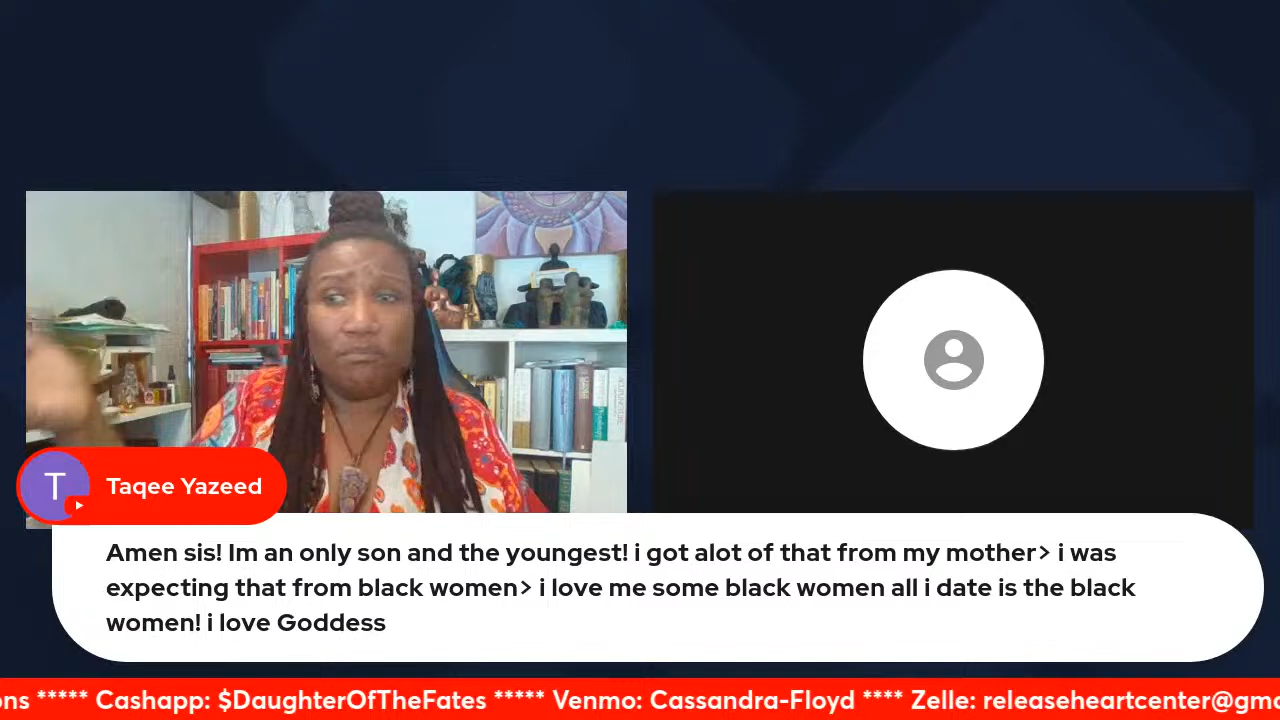 T
Taqee Yazeed
Amen sis! Im an only son and the youngest! i got alot of that from my mother> i was
expecting that from black women> i love me some black women all i date is the black
women! i love Goddess
ns ***** Cashapp: $DaughterOfTheFates ***** Venmo: Cassandra-Floyd **** Zelle: releaseheartcenter@gm